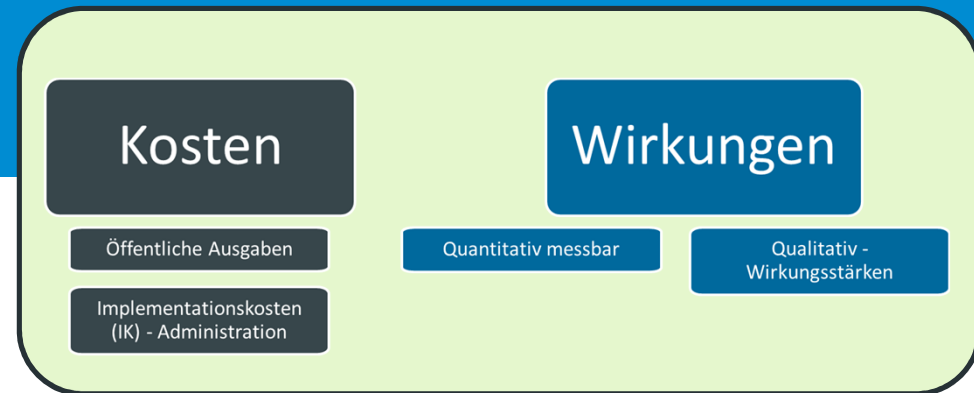 Kosten
Öffentliche Ausgaben
Implementationskosten
(IK) - Administration
Wirkungen
Quantitativ messbar
Qualitativ -
Wirkungsstärken